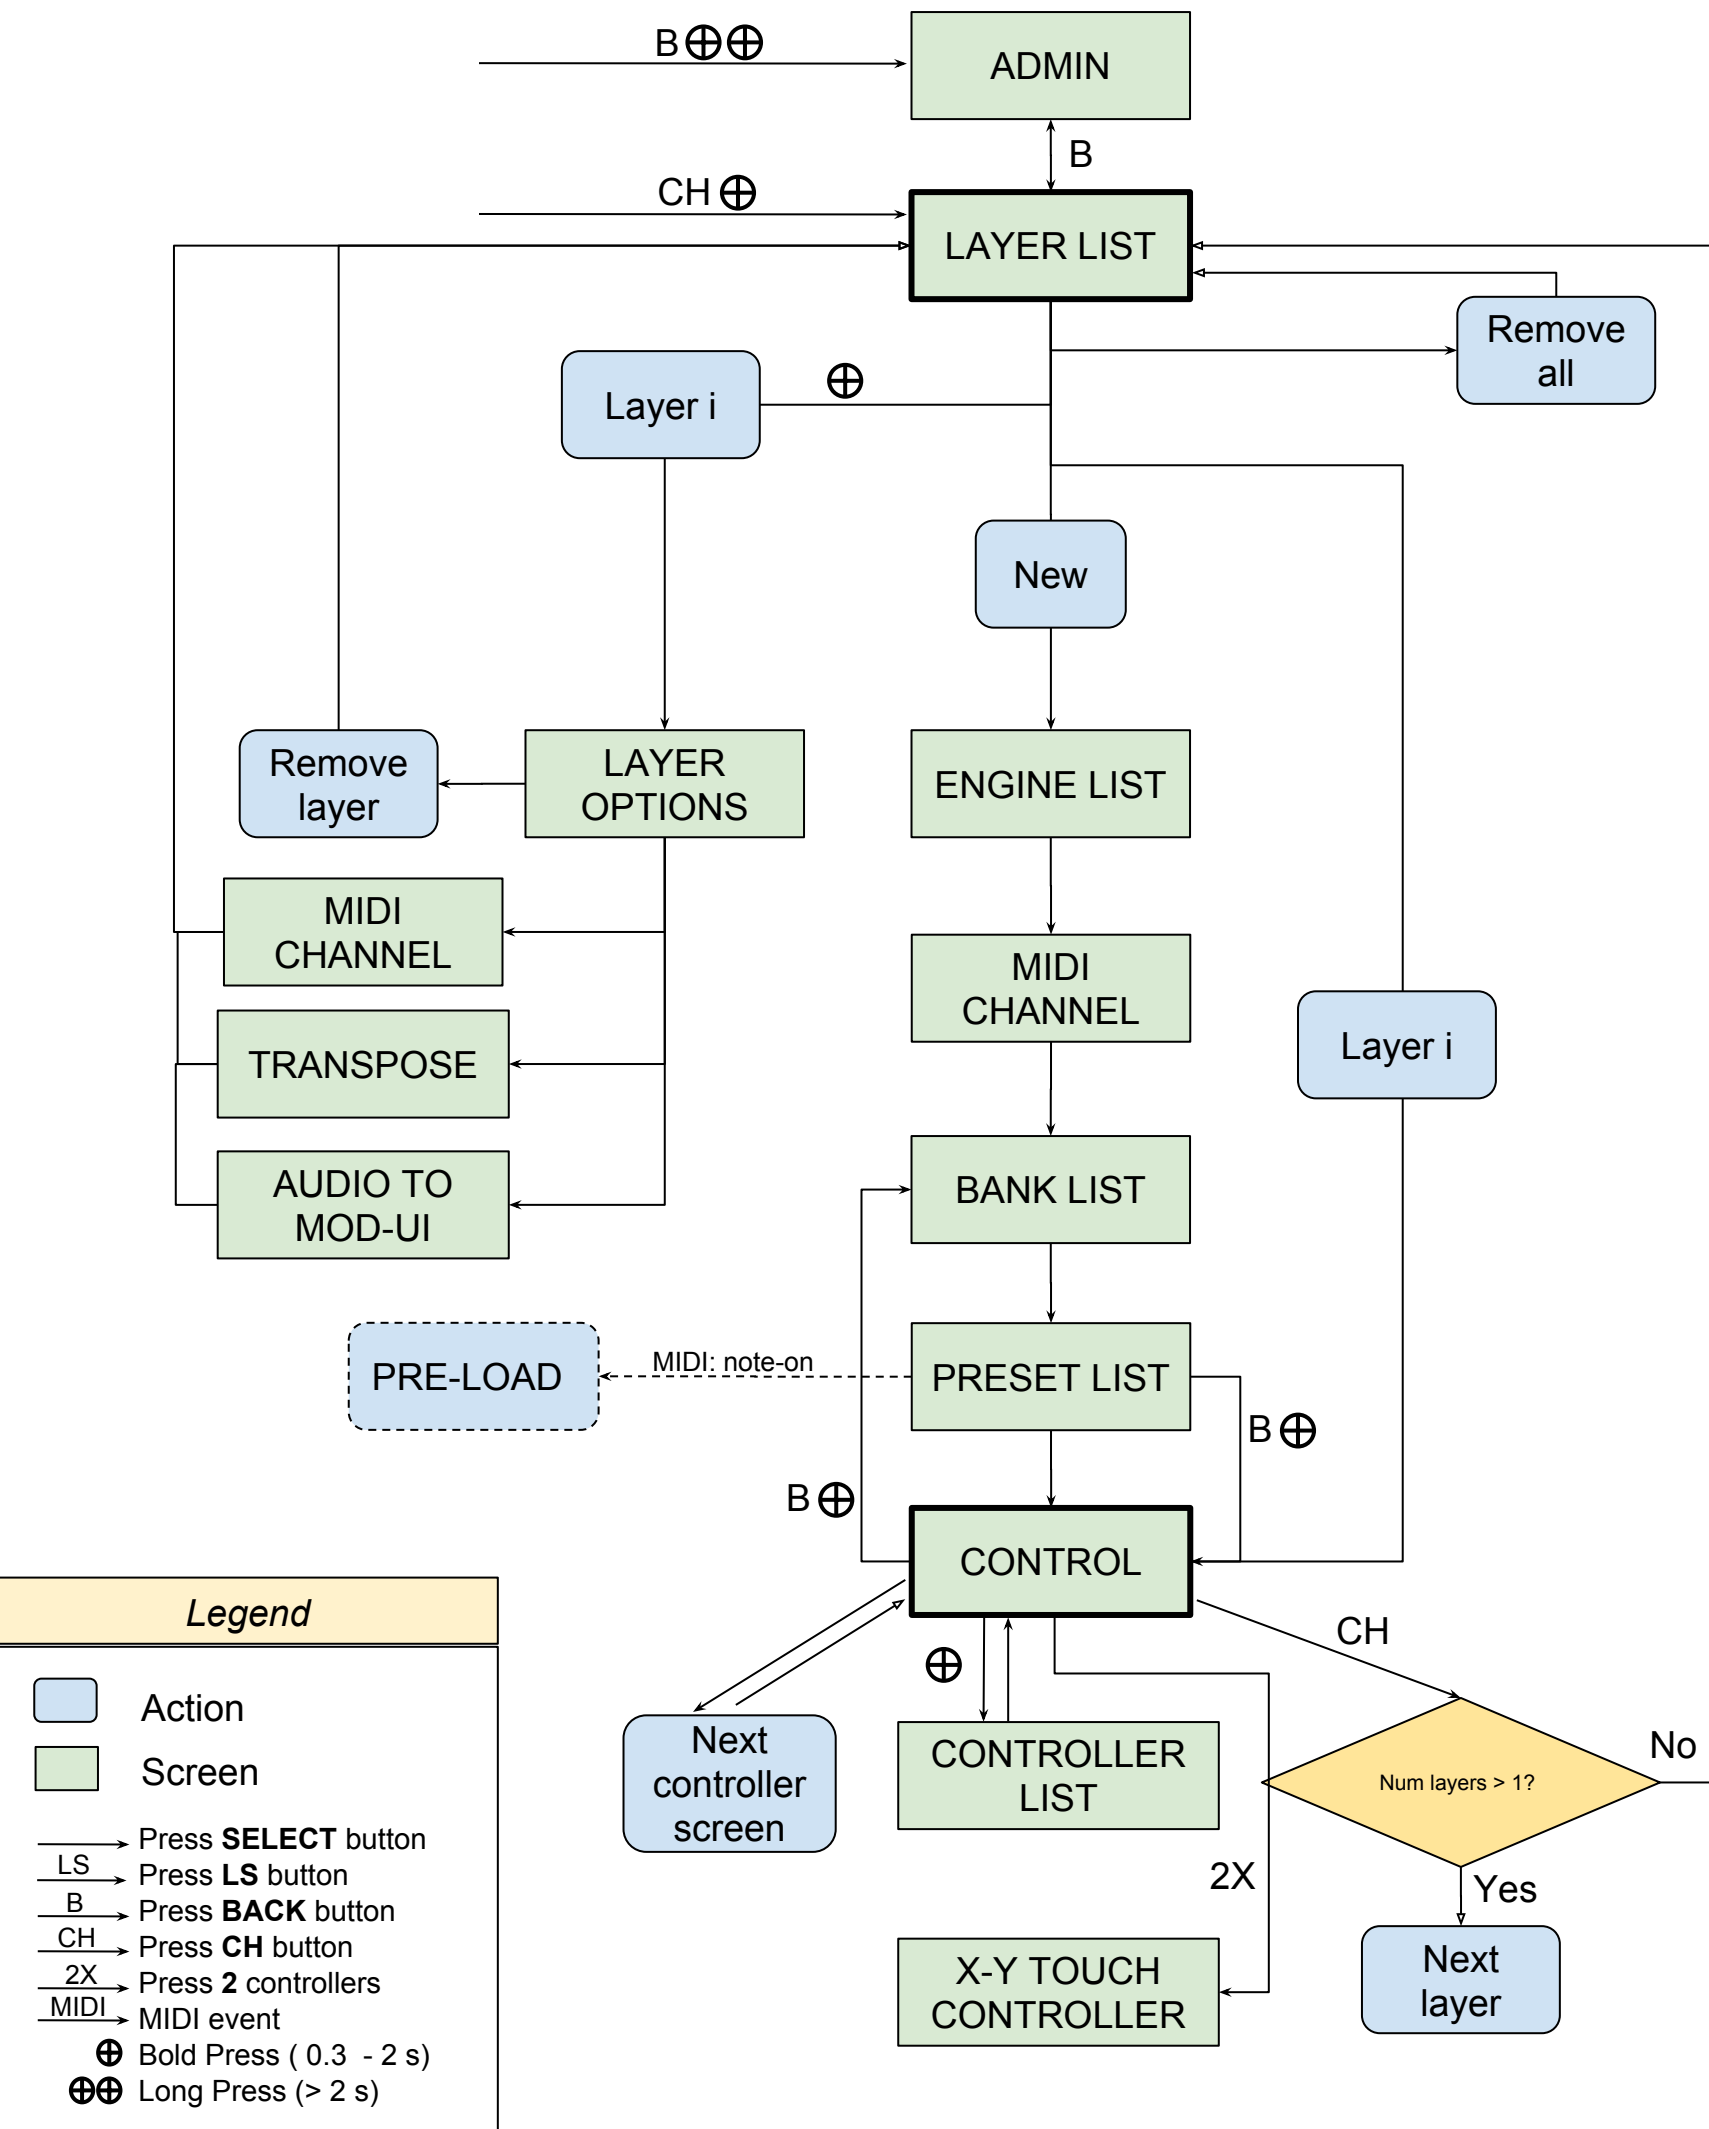 B⊕⊕
ADMIN
B
CH⊕
LAYER LIST
Remove
all
⊕
Layer i
New
Remove
layer
LAYER
OPTIONS
ENGINE LIST
MIDI
CHANNEL
MIDI
CHANNEL
Layer i
TRANSPOSE
AUDIO TO
MOD-UI
BANK LIST
PRE-LOAD
MIDI: note-on
PRESET LIST
B⊕
B⊕
CONTROL
CH
⊕
Next
controller
screen
CONTROLLER
LIST
Num layers > 1?
No
2X
Yes
X-Y TOUCH
CONTROLLER
Next
layer
Legend
Action
Screen
Press SELECT button
LS Press LS button
B Press BACK button
CH Press CH button
2X Press 2 controllers
MIDI MIDI event
⊕ Bold Press ( 0.3 - 2 s)
⊕⊕ Long Press (> 2 s)